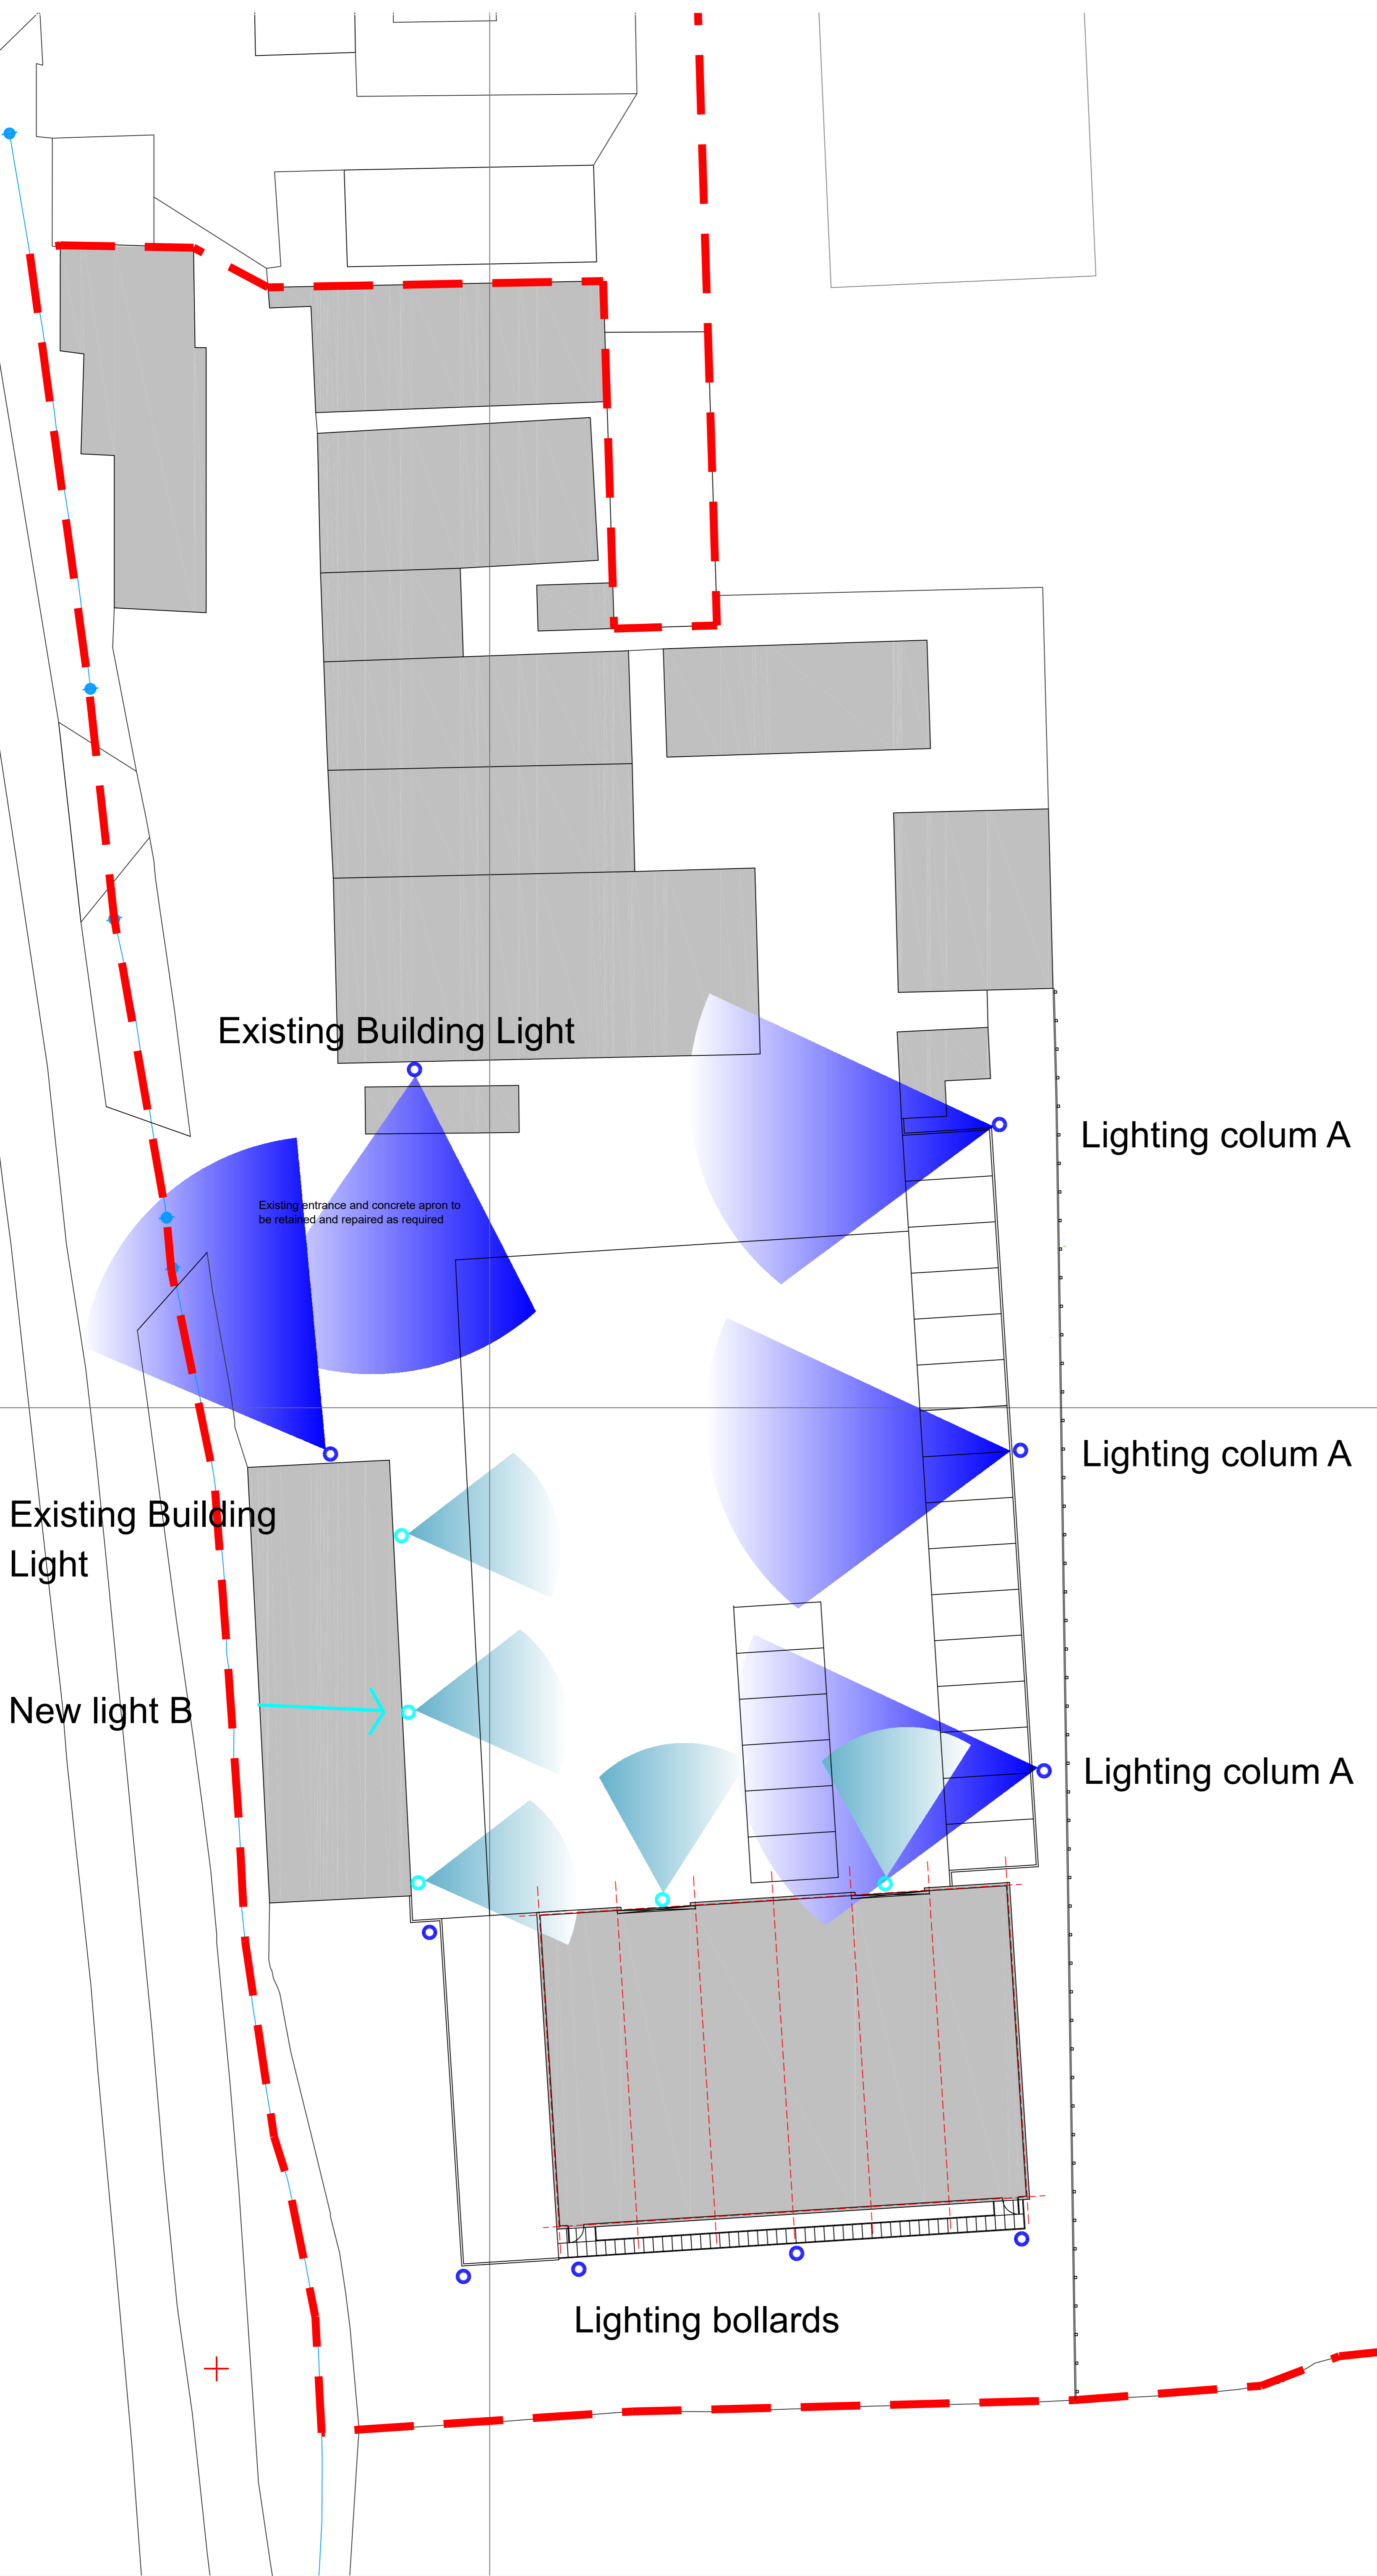 Existing Building Light
Lighting colum A
Existing entrance and concrete apron to
be retained and repaired as required
Lighting colum A
Existing Building
Light
New light B
Lighting colum A
Lighting bollards